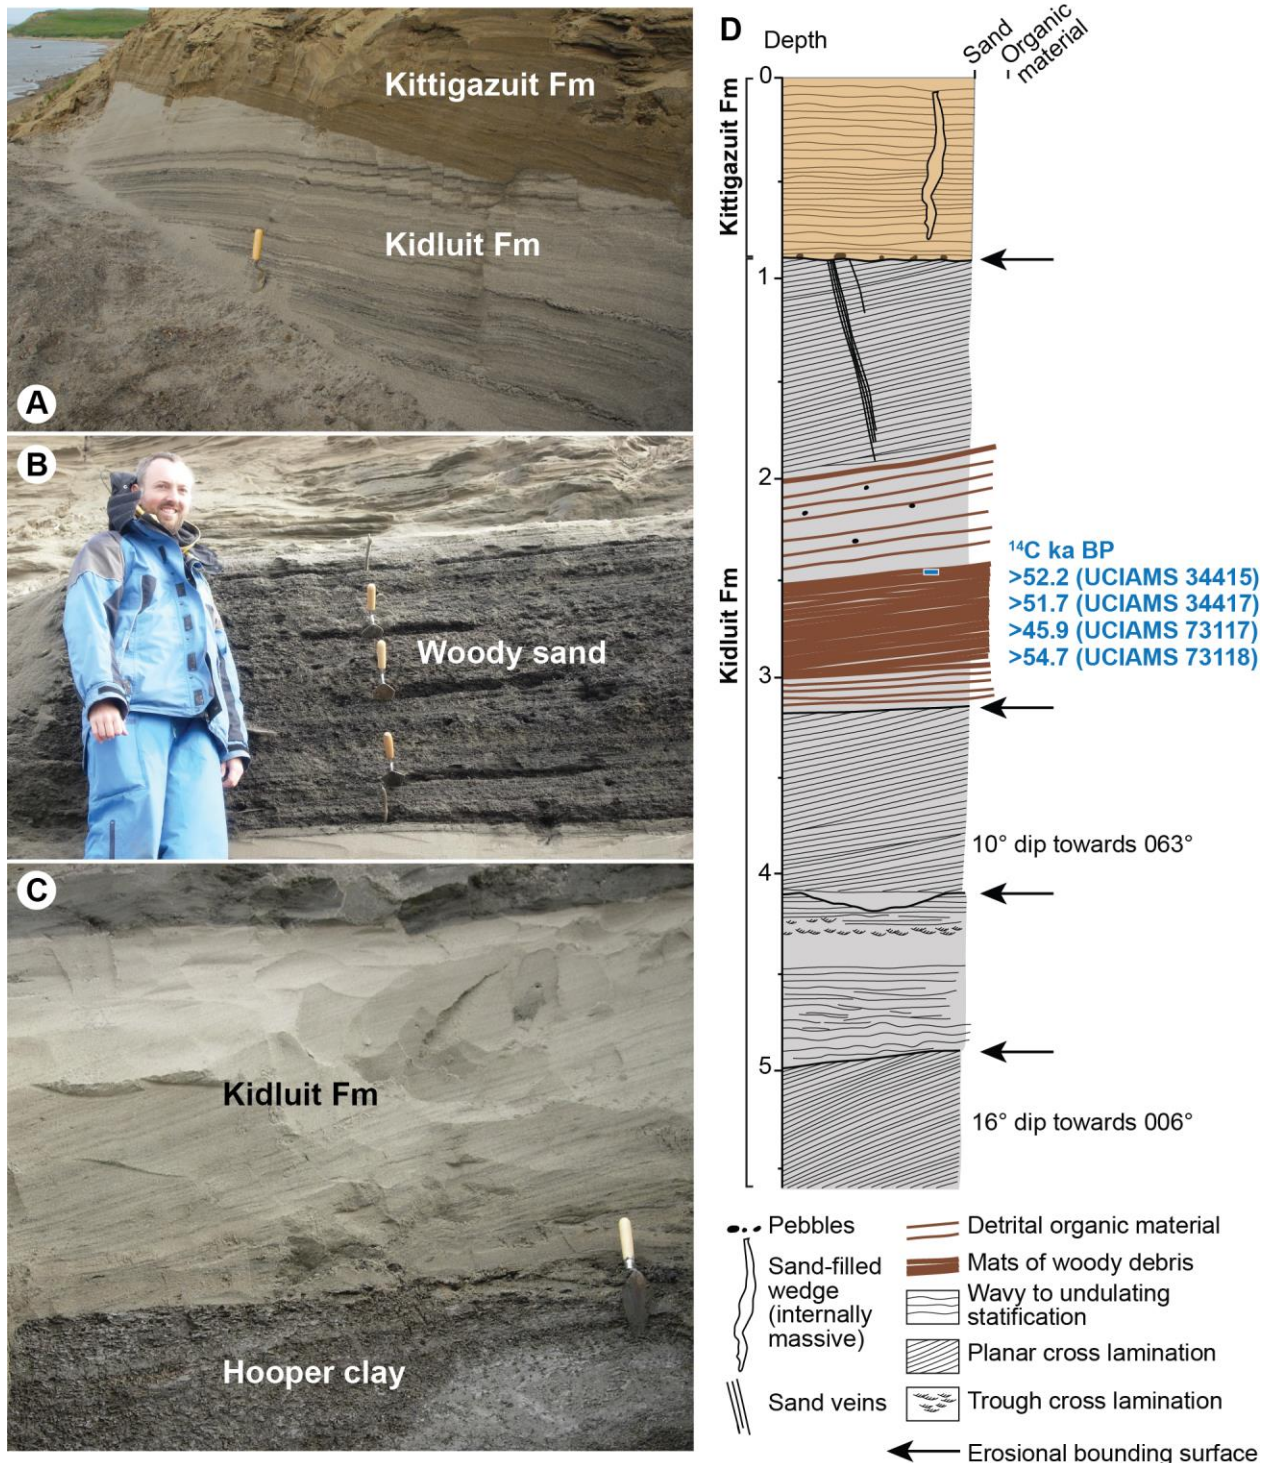 Kittigazuit Fm
Kidluit Fm
A
B
Woody sand
C
Kidluit Fm
Hooper clay
D
Depth
Sand
Organic
material
0
1
2
3
4
5
Kittigazuit Fm
Kidluit Fm
¹⁴C ka BP
>52.2 (UCIAMS 34415)
>51.7 (UCIAMS 34417)
>45.9 (UCIAMS 73117)
>54.7 (UCIAMS 73118)
10° dip towards 063°
16° dip towards 006°
Pebbles
Sand-filled
wedge
(internally
massive)
Sand veins
Detrital organic material
Mats of woody debris
Wavy to undulating
statification
Planar cross lamination
Trough cross lamination
Erosional bounding surface